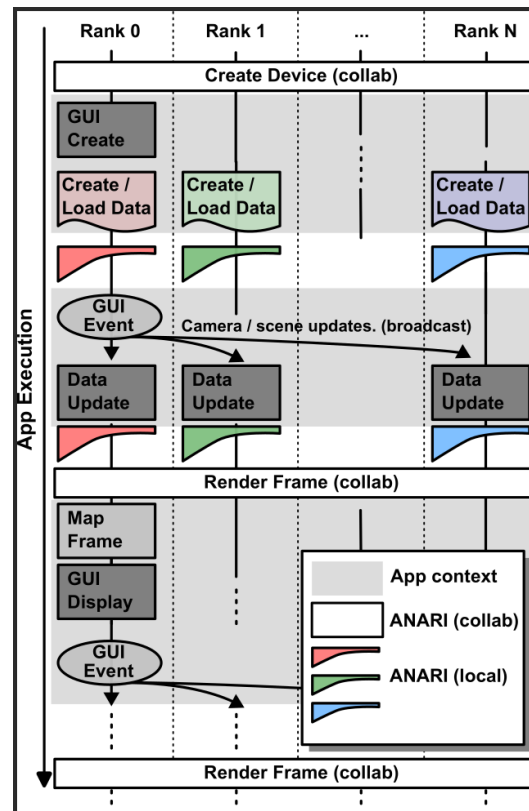 Rank 0 Rank 1 ... Rank N
Create Device (collab)
GUI
Create
Create /
Load Data
Create /
Load Data
Create /
Load Data
GUI
Event
Camera / scene updates. (broadcast)
Data
Update
Data
Update
Data
Update
App Execution
Render Frame (collab)
Map
Frame
GUI
Display
GUI
Event
App context
ANARI (collab)
ANARI (local)
Render Frame (collab)